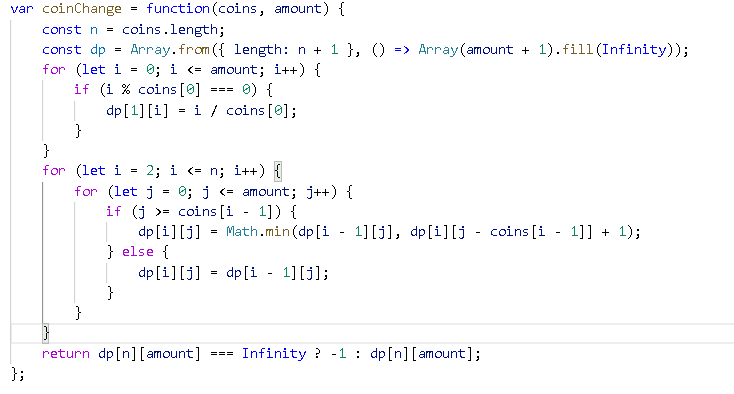 var coinChange = function(coins, amount) {
    const n = coins.length;
    const dp = Array.from({ length: n + 1 }, () => Array(amount + 1).fill(Infinity));
    for (let i = 0; i <= amount; i++) {
        if (i % coins[0] === 0) {
            dp[1][i] = i / coins[0];
        }
    }
    for (let i = 2; i <= n; i++) {
        for (let j = 0; j <= amount; j++) {
            if (j >= coins[i - 1]) {
                dp[i][j] = Math.min(dp[i - 1][j], dp[i][j - coins[i - 1]] + 1);
            } else {
                dp[i][j] = dp[i - 1][j];
            }
        }
    }
    return dp[n][amount] === Infinity ? -1 : dp[n][amount];
};